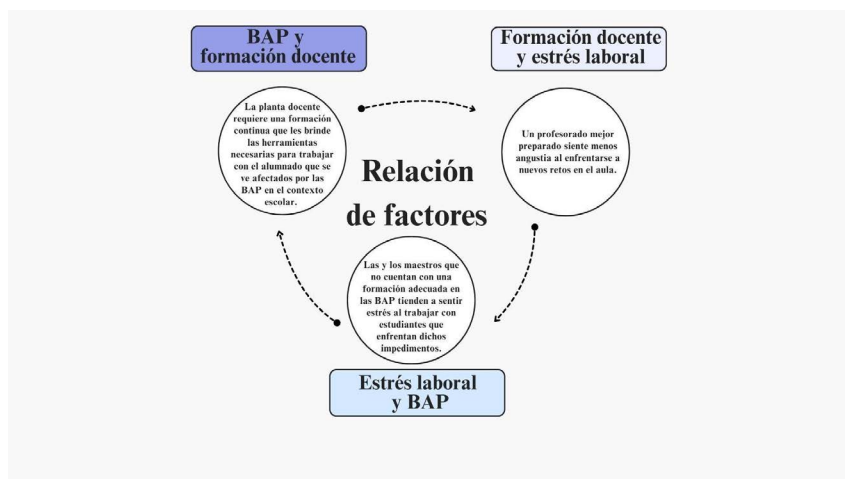 BAP y
formación docente
La planta docente
requiere una formación
continua que les brinde
las herramientas
necesarias para trabajar
con el alumnado que se
ve afectados por las
BAP en el contexto
escolar.
Formación docente
y estrés laboral
Un profesorado mejor
preparado siente menos
angustia al enfrentarse a
nuevos retos en el aula.
Relación
de factores
Las y los maestros que
no cuentan con una
formación adecuada en
las BAP tienden a sentir
estrés al trabajar con
estudiantes que
enfrentan dichos
impedimentos.
Estrés laboral
y BAP